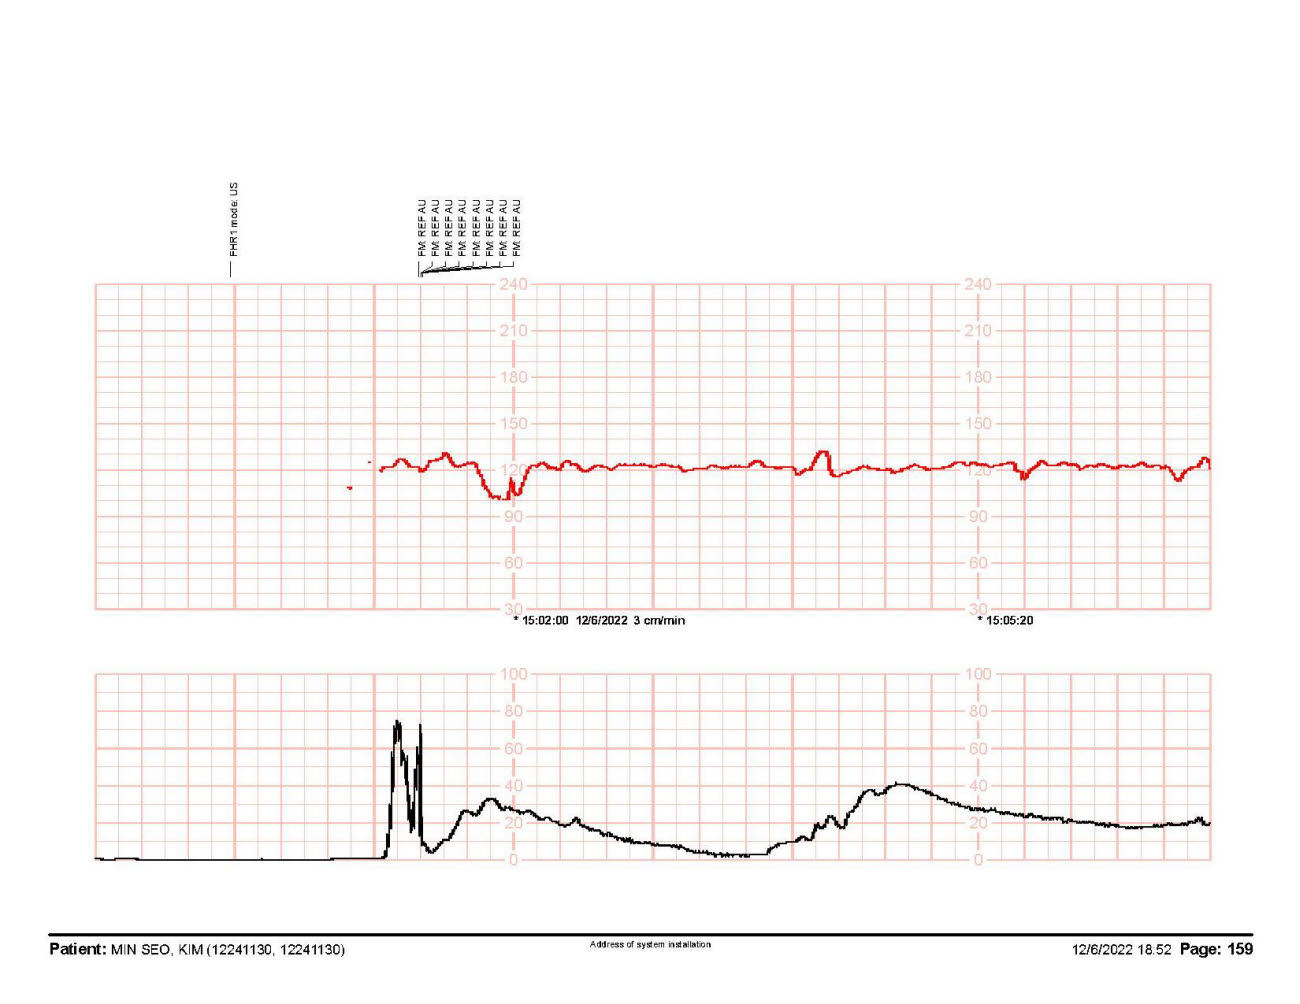 FHR1 mode: US
FM: REF AU
FM: REF AU
FM: REF AU
FM: REF AU
FM: REF AU
FM: REF AU
FM: REF AU
FM: REF AU
240 240
210 210
180 180
150 150
120 120
90 90
60 60
30 30
* 15:02:00 12/6/2022 3 cm/min * 15:05:20
100 100
80 80
60 60
40 40
20 20
0 0
Patient: MIN SEO, KIM (12241130, 12241130) Address of system installation 12/6/2022 18:52 Page: 159